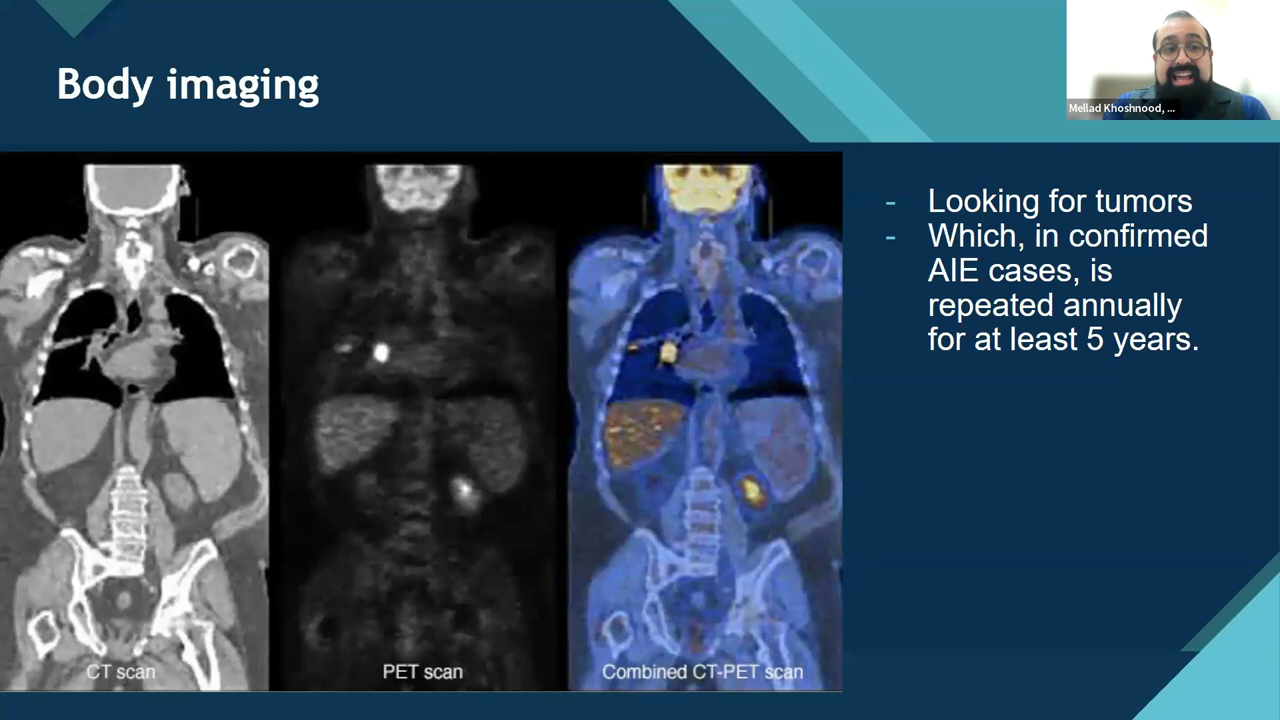 Body imaging
Mellad Khoshnood, ...
- Looking for tumors
- Which, in confirmed
AIE cases, is
repeated annually
for at least 5 years.
CT scan
PET scan
Combined CT-PET scan